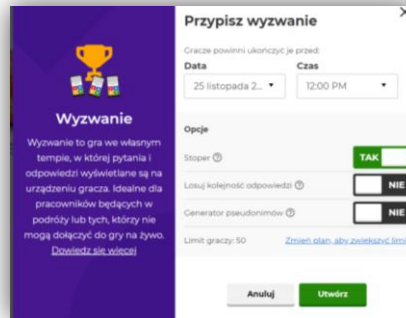 Wyzwanie
Wyzwanie to gra we własnym
tempie, w której pytania i
odpowiedzi wyświetlane są na
urządzeniu gracza. Idealne dla
pracowników będących w
podróży lub tych, którzy nie
mogą dołączyć do gry na żywo.
Dowiedz się więcej
Przypisz wyzwanie
Gracze powinni ukończyć je przed:
Data Czas
25 listopada 2... 12:00 PM
Opcje
Stoper TAK
Losuj kolejność odpowiedzi NIE
Generator pseudonimów NIE
Limit graczy: 50 Zmień plan, aby zwiększyć limit
Anuluj Utwórz